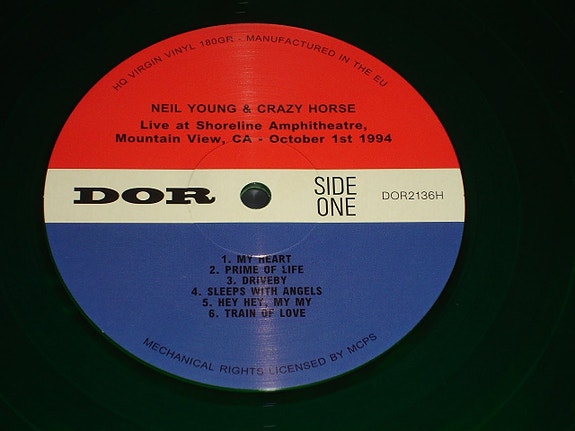 HQ VIRGIN VINYL 180GR - MANUFACTURED IN THE EU
NEIL YOUNG & CRAZY HORSE
Live at Shoreline Amphitheatre,
Mountain View, CA - October 1st 1994
DOR
SIDE
ONE
DOR2136H
1. MY HEART
2. PRIME OF LIFE
3. DRIVEBY
4. SLEEPS WITH ANGELS
5. HEY HEY, MY MY
6. TRAIN OF LOVE
MECHANICAL RIGHTS LICENSED BY MCPS